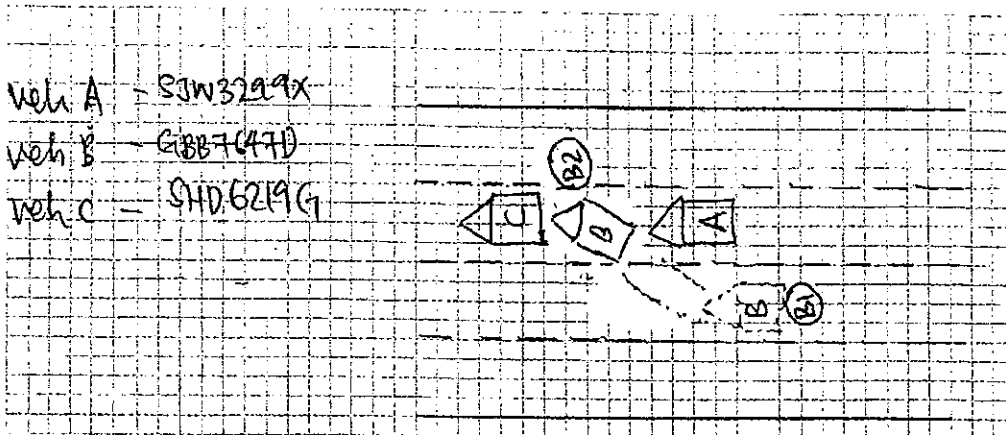 veh A - SJW3299X
veh B - GBB7647D
veh C - SHD6219G
B2
C
B
A
B
B1